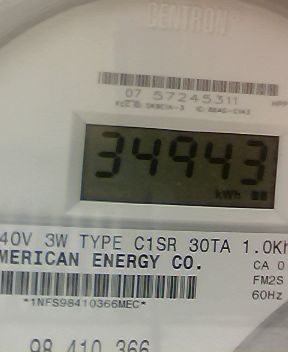 CENTRON
07 57245311
34943
kWh
40V 3W TYPE C1SR 30TA 1.0Kh
MERICAN ENERGY CO.
CA 0
FM2S
60Hz
*1NFS98410366MEC*
98 410 366